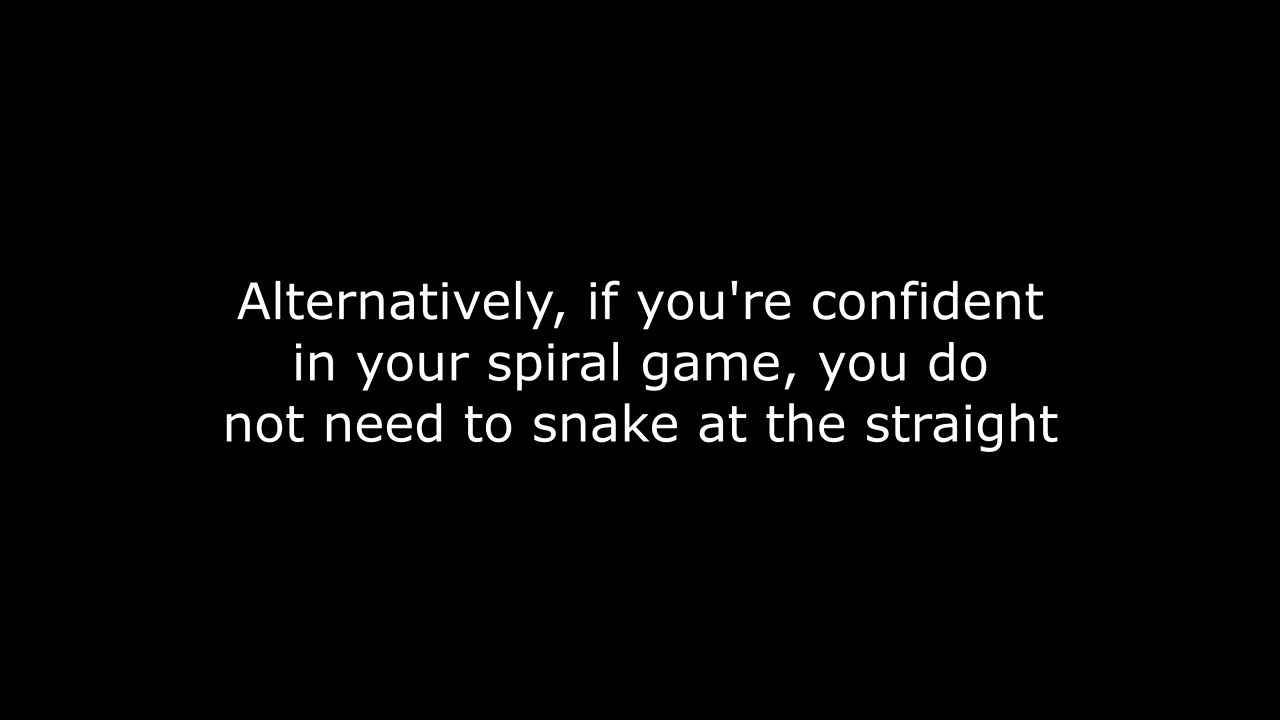 Alternatively, if you're confident
in your spiral game, you do
not need to snake at the straight